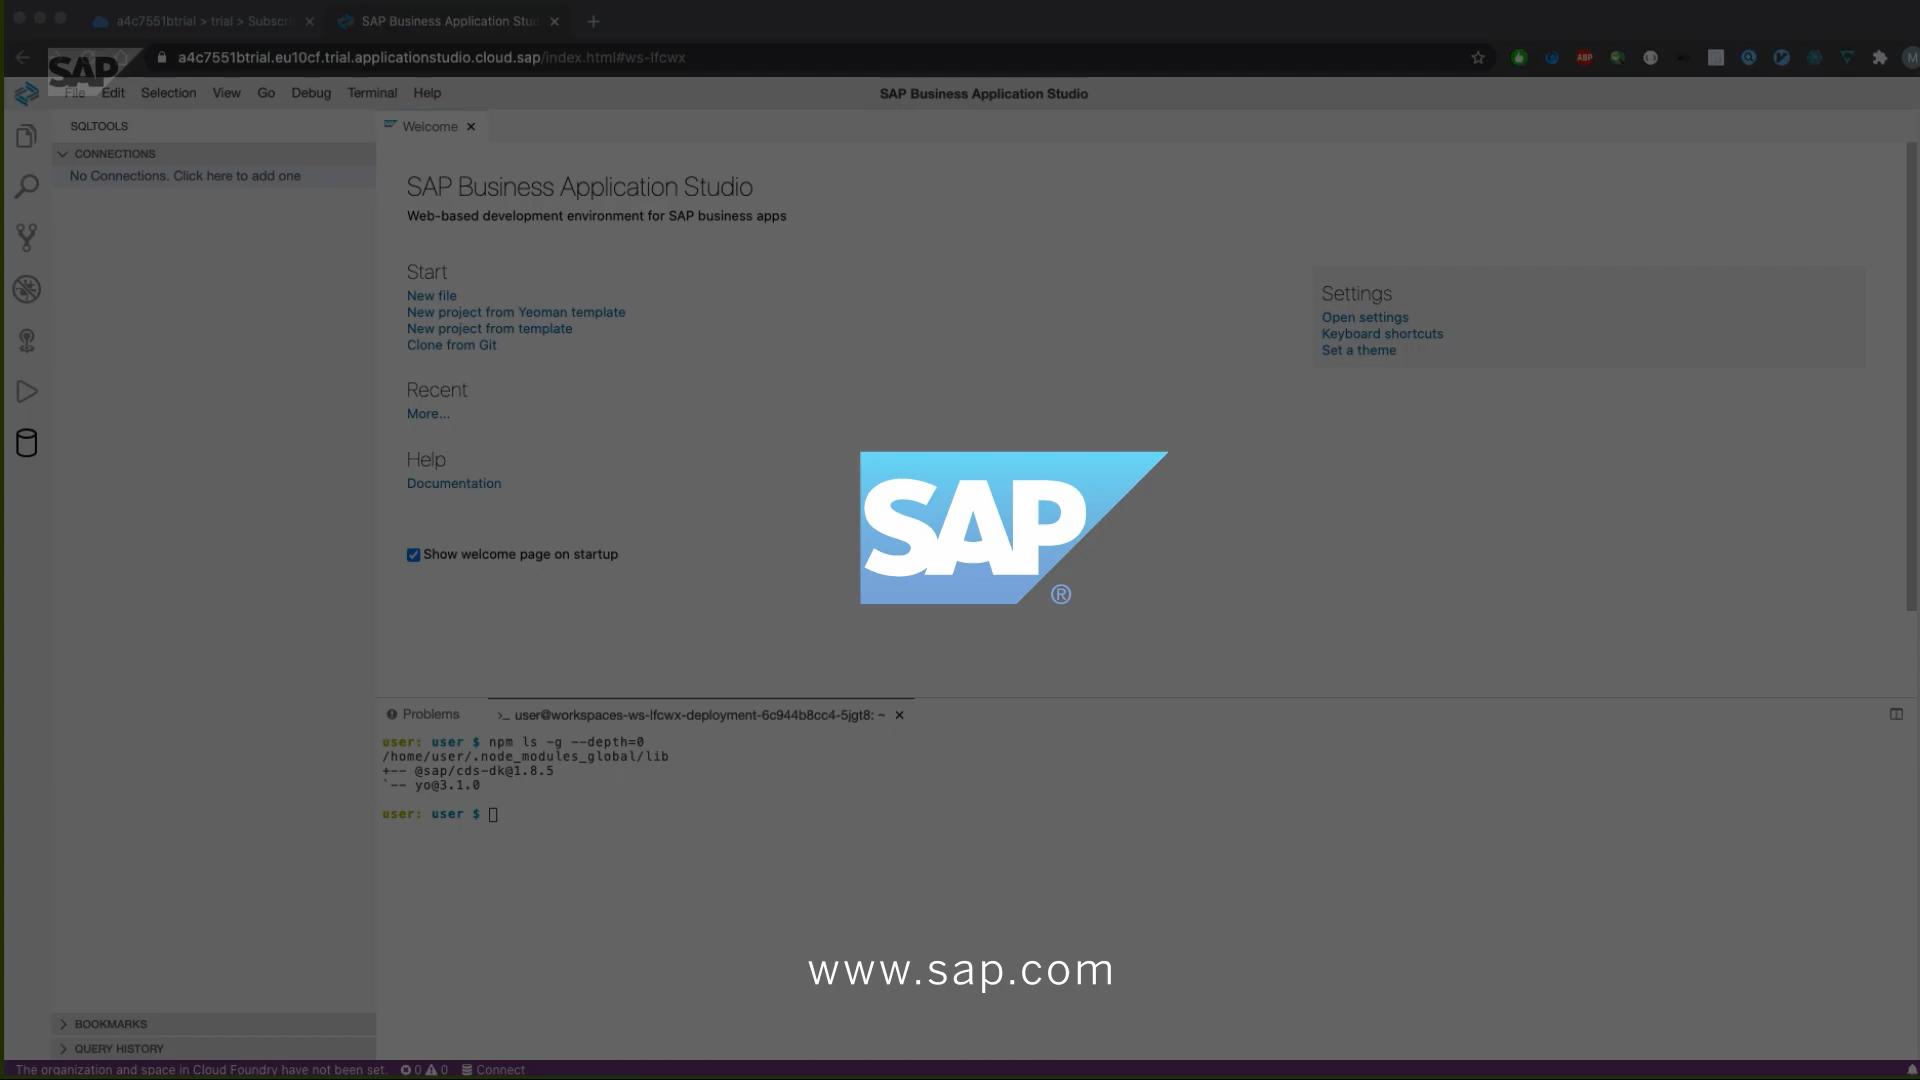 a4c7551btrial > trial > Subscri
SAP Business Application Stud
a4c7551btrial.eu10cf.trial.applicationstudio.cloud.sap/index.html#ws-lfcwx
ABP
M
SAP
File Edit Selection View Go Debug Terminal Help
SAP Business Application Studio
SQLTOOLS
CONNECTIONS
No Connections. Click here to add one
Welcome
SAP Business Application Studio
Web-based development environment for SAP business apps
Start
New file
New project from Yeoman template
New project from template
Clone from Git
Recent
More...
Help
Documentation
Show welcome page on startup
Settings
Open settings
Keyboard shortcuts
Set a theme
SAP
®
Problems
>_ user@workspaces-ws-lfcwx-deployment-6c944b8cc4-5jgt8: ~
user: user $ npm ls -g --depth=0
/home/user/.node_modules_global/lib
+-- @sap/cds-dk@1.8.5
`-- yo@3.1.0
user: user $
www.sap.com
BOOKMARKS
QUERY HISTORY
The organization and space in Cloud Foundry have not been set. 0 0 Connect